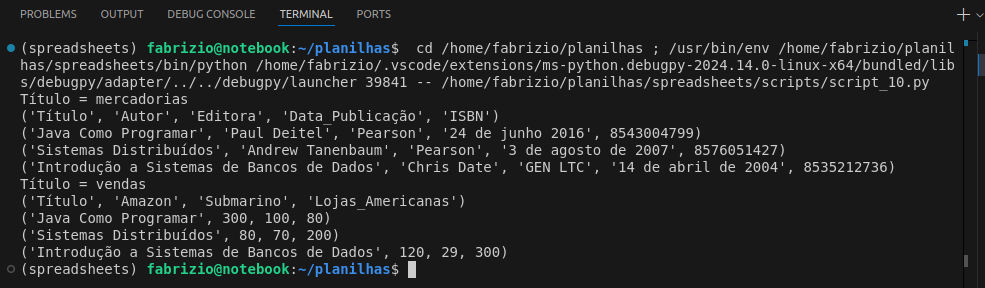 PROBLEMS OUTPUT DEBUG CONSOLE TERMINAL PORTS
(spreadsheets) fabrizio@notebook:~/planilhas$  cd /home/fabrizio/planilhas ; /usr/bin/env /home/fabrizio/planil
has/spreadsheets/bin/python /home/fabrizio/.vscode/extensions/ms-python.debugpy-2024.14.0-linux-x64/bundled/lib
s/debugpy/adapter/../../debugpy/launcher 39841 -- /home/fabrizio/planilhas/spreadsheets/scripts/script_10.py
Título = mercadorias
('Título', 'Autor', 'Editora', 'Data_Publicação', 'ISBN')
('Java Como Programar', 'Paul Deitel', 'Pearson', '24 de junho 2016', 8543004799)
('Sistemas Distribuídos', 'Andrew Tanenbaum', 'Pearson', '3 de agosto de 2007', 8576051427)
('Introdução a Sistemas de Bancos de Dados', 'Chris Date', 'GEN LTC', '14 de abril de 2004', 8535212736)
Título = vendas
('Título', 'Amazon', 'Submarino', 'Lojas_Americanas')
('Java Como Programar', 300, 100, 80)
('Sistemas Distribuídos', 80, 70, 200)
('Introdução a Sistemas de Bancos de Dados', 120, 29, 300)
(spreadsheets) fabrizio@notebook:~/planilhas$